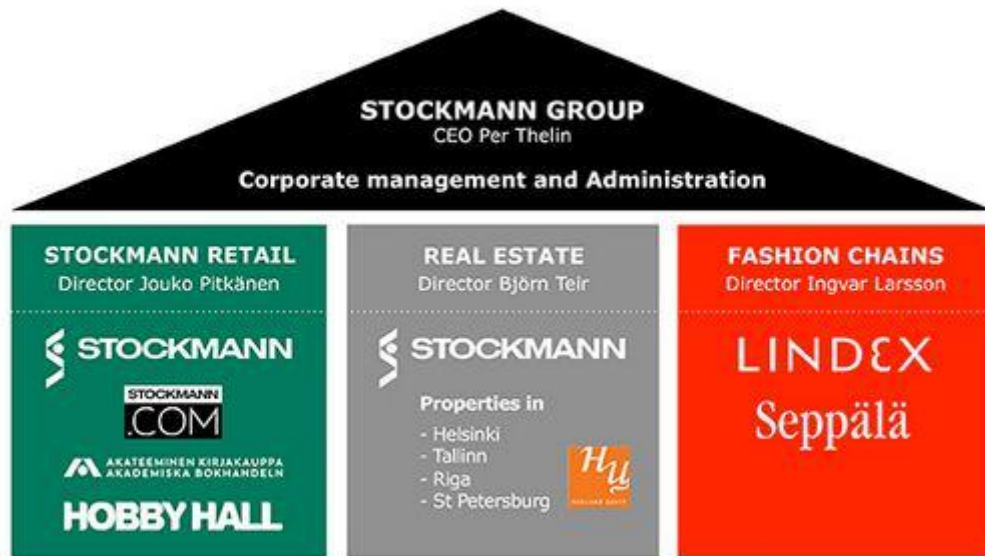 STOCKMANN GROUP
CEO Per Thelin
Corporate management and Administration
STOCKMANN RETAIL
Director Jouko Pitkänen
STOCKMANN
STOCKMANN
.COM
AKATEEMINEN KIRJAKAUPPA
AKADEMISKA BOKHANDELN
HOBBY HALL
REAL ESTATE
Director Björn Teir
STOCKMANN
Properties in
- Helsinki
- Tallinn
- Riga
- St Petersburg
HU
FASHION CHAINS
Director Ingvar Larsson
LINDEX
Seppälä